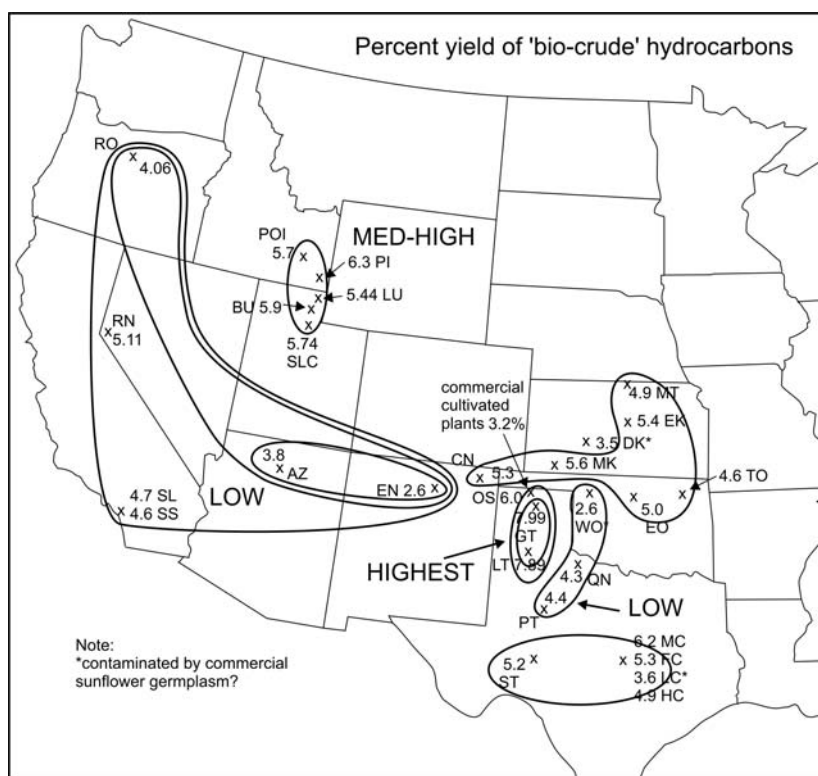 Percent yield of 'bio-crude' hydrocarbons
RO
4.06
POI
5.7
MED-HIGH
6.3 PI
5.44 LU
BU 5.9
5.74
SLC
RN
5.11
commercial
cultivated
plants 3.2%
4.9 MT
5.4 EK
3.5 DK*
5.6 MK
CN
5.3
4.6 TO
3.8
AZ
EN 2.6
OS 6.0
7.99
GT
2.6
WO*
5.0
EO
4.7 SL
4.6 SS
LOW
HIGHEST
LT 7.89
4.3
QN
4.4
PT
LOW
Note:
*contaminated by commercial
sunflower germplasm?
5.2
ST
6.2 MC
5.3 FC
3.6 LC*
4.9 HC